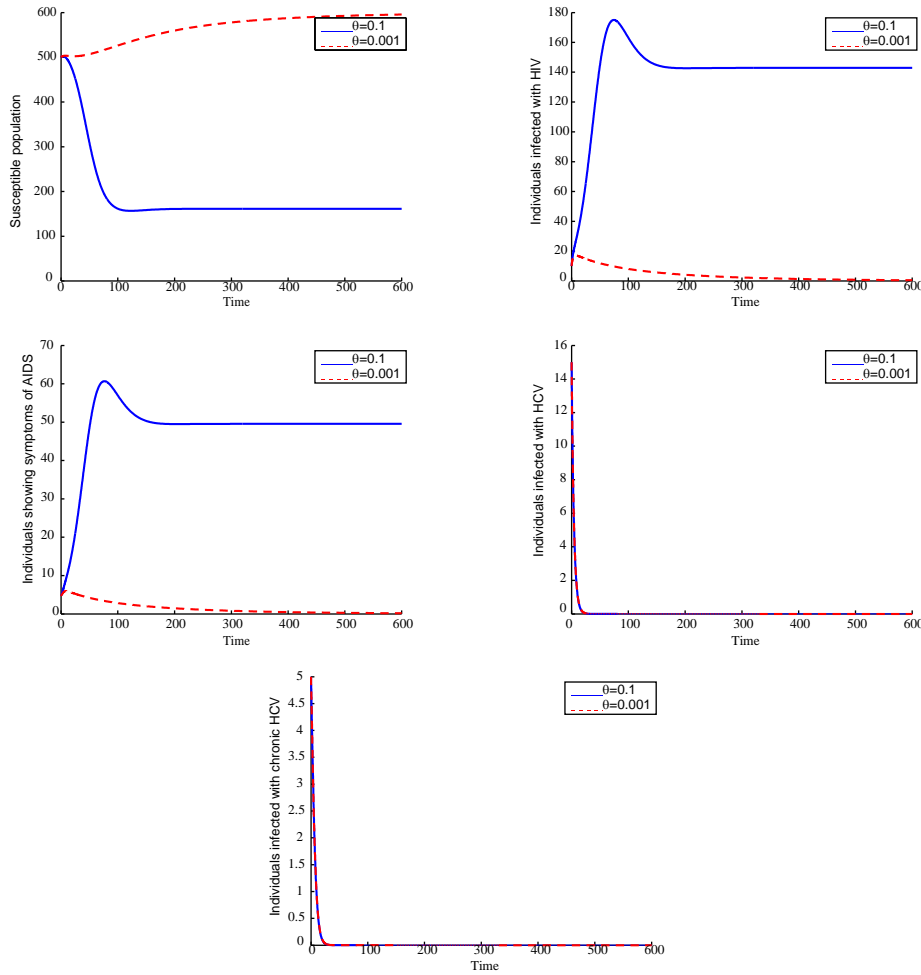 600
500
400
300
200
100
0
0 100 200 300 400 500 600
Time
Susceptible population
θ=0.1
θ=0.001
180
160
140
120
100
80
60
40
20
0
0 100 200 300 400 500 600
Time
Individuals infected with HIV
θ=0.1
θ=0.001
70
60
50
40
30
20
10
0
0 100 200 300 400 500 600
Time
Individuals showing symptoms of AIDS
θ=0.1
θ=0.001
16
14
12
10
8
6
4
2
0
0 100 200 300 400 500 600
Time
Individuals infected with HCV
θ=0.1
θ=0.001
5
4.5
4
3.5
3
2.5
2
1.5
1
0.5
0
0 100 200 300 400 500 600
Time
Individuals infected with chronic HCV
θ=0.1
θ=0.001